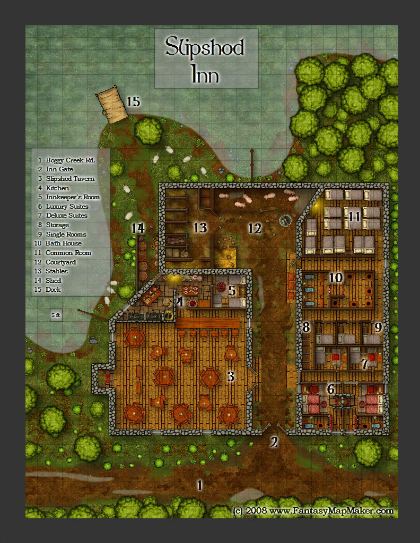 Slipshod
Inn
15
1 Boggy Creek Rd.
2 Inn Gate
3 Slipshod Tavern
4 Kitchen
5 Innkeeper's Room
6 Luxury Suites
7 Deluxe Suites
8 Storage
9 Single Rooms
10 Bath House
11 Common Room
12 Courtyard
13 Stables
14 Shed
15 Dock
5 ft
11
14
13
12
10
5
4
8
9
7
3
6
2
1
(c) 2008 www.FantasyMapMaker.com